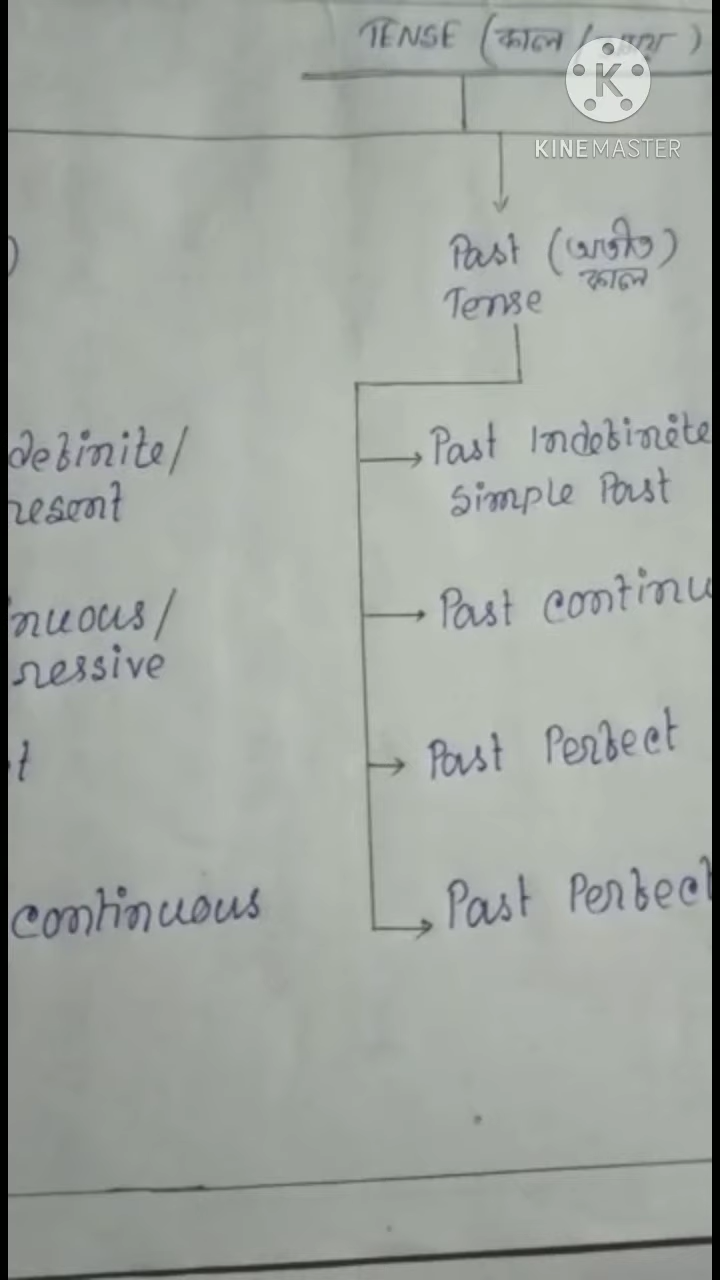 TENSE (কাল /
KINEMASTER
Past (অতীত)
Tense কাল
)
definite/
resent
nuous/
ressive
t
continuous
Past Indefinite
Simple Past
Past continu
Past Perfect
Past Perfect